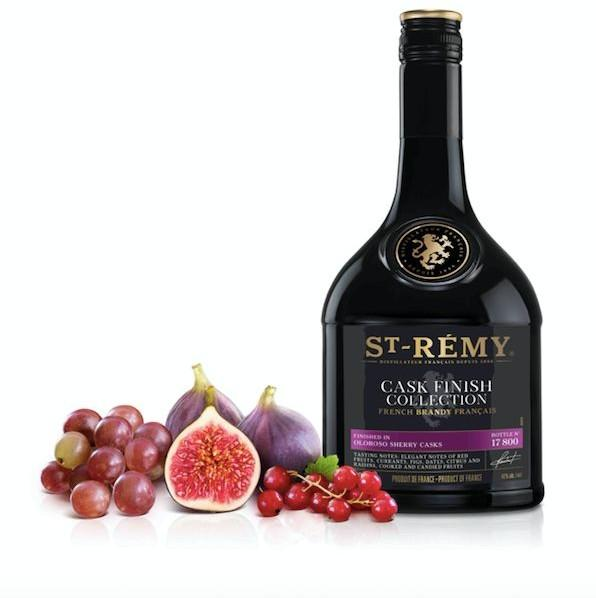 ST-RÉMY
DISTILLATEUR FRANÇAIS DEPUIS 1886
CASK FINISH
COLLECTION
FRENCH BRANDY FRANÇAIS
FINISHED IN
OLOROSO SHERRY CASKS
BOTTLE Nº
17 800
TASTING NOTES: ELEGANT NOTES OF RED
FRUITS, CURRANTS, FIGS, DATES, CITRUS AND
RAISINS, COOKED AND CANDIED FRUITS
PRODUIT DE FRANCE • PRODUCT OF FRANCE